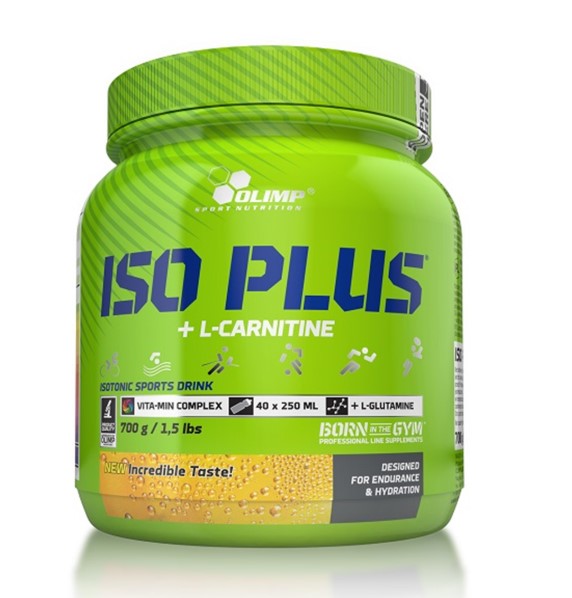 OLIMP®
SPORT NUTRITION
ISO PLUS®
+ L-CARNITINE
ISOTONIC SPORTS DRINK
VITA-MIN COMPLEX
40 x 250 ML
+ L-GLUTAMINE
700 g / 1,5 lbs
BORN IN THE GYM™
PROFESSIONAL LINE SUPPLEMENTS
NEW Incredible Taste!
DESIGNED
FOR ENDURANCE
& HYDRATION